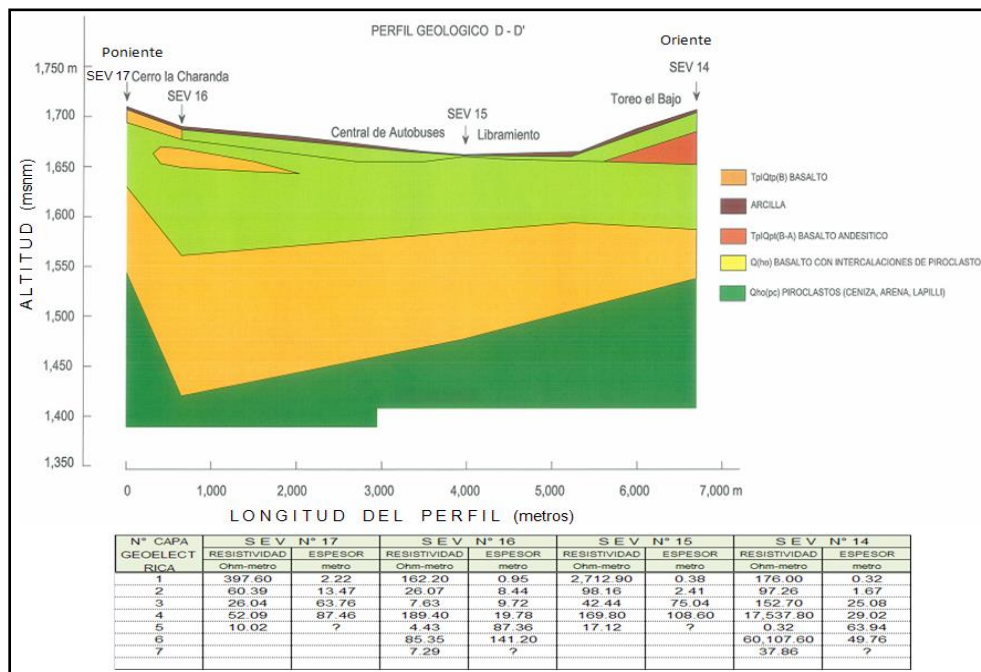 PERFIL GEOLOGICO D - D'
Poniente
Oriente
SEV 17 Cerro la Charanda
SEV 16
SEV 15
SEV 14
Toreo el Bajo
Central de Autobuses
Libramiento
1,750 m
1,700
1,650
1,600
1,550
1,500
1,450
1,400
1,350
ALTITUD (msnm)
TplQtp(B) BASALTO
ARCILLA
TplQpt(B-A) BASALTO ANDESITICO
Q(ho) BASALTO CON INTERCALACIONES DE PIROCLASTO
Qho(pc) PIROCLASTOS (CENIZA, ARENA, LAPILLI)
0 1,000 2,000 3,000 4,000 5,000 6,000 7,000 m
LONGITUD DEL PERFIL (metros)
N° CAPA GEOELECTRICA SEV N° 17 SEV N° 16 SEV N° 15 SEV N° 14
RESISTIVIDAD ESPESOR RESISTIVIDAD ESPESOR RESISTIVIDAD ESPESOR RESISTIVIDAD ESPESOR
Ohm-metro metro Ohm-metro metro Ohm-metro metro Ohm-metro metro
1 397.60 2.22 162.20 0.95 2,712.90 0.38 176.00 0.32
2 60.39 13.47 26.07 8.44 98.16 2.41 97.26 1.67
3 26.04 63.76 7.63 9.72 42.44 75.04 152.70 25.08
4 52.09 87.46 189.40 19.78 169.80 108.60 17,537.80 29.02
5 10.02 ? 4.43 87.36 17.12 ? 0.32 63.94
6 85.35 141.20 60,107.60 49.76
7 7.29 ? 37.86 ?